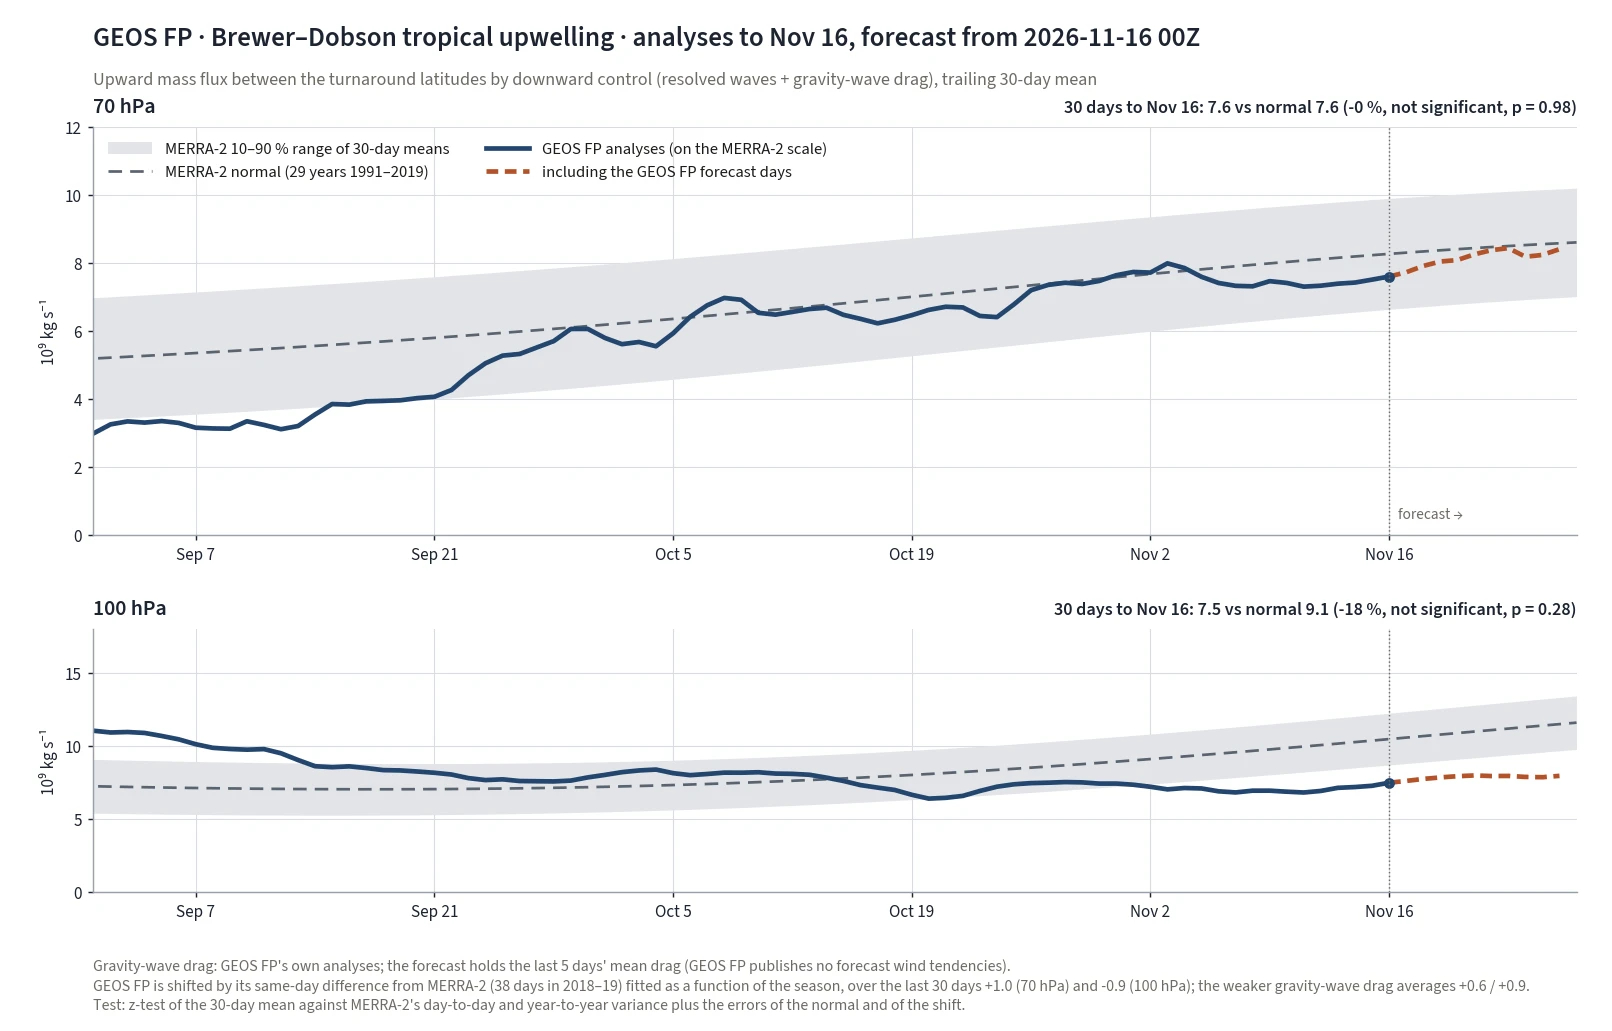 GEOS FP · Brewer–Dobson tropical upwelling · analyses to Nov 16, forecast from 2026-11-16 00Z
Upward mass flux between the turnaround latitudes by downward control (resolved waves + gravity-wave drag), trailing 30-day mean
70 hPa
30 days to Nov 16: 7.6 vs normal 7.6 (-0 %, not significant, p = 0.98)
MERRA-2 10–90 % range of 30-day means
MERRA-2 normal (29 years 1991–2019)
GEOS FP analyses (on the MERRA-2 scale)
including the GEOS FP forecast days
12
10
8
6
4
2
0
10⁹ kg s⁻¹
forecast →
Sep 7
Sep 21
Oct 5
Oct 19
Nov 2
Nov 16
100 hPa
30 days to Nov 16: 7.5 vs normal 9.1 (-18 %, not significant, p = 0.28)
15
10
5
0
10⁹ kg s⁻¹
Sep 7
Sep 21
Oct 5
Oct 19
Nov 2
Nov 16
Gravity-wave drag: GEOS FP's own analyses; the forecast holds the last 5 days' mean drag (GEOS FP publishes no forecast wind tendencies).
GEOS FP is shifted by its same-day difference from MERRA-2 (38 days in 2018–19) fitted as a function of the season, over the last 30 days +1.0 (70 hPa) and -0.9 (100 hPa); the weaker gravity-wave drag averages +0.6 / +0.9.
Test: z-test of the 30-day mean against MERRA-2's day-to-day and year-to-year variance plus the errors of the normal and of the shift.